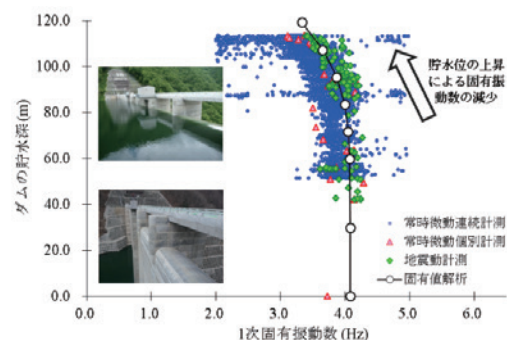 140.0
120.0
100.0
80.0
60.0
40.0
20.0
0.0
ダムの貯水深(m)
0.0 1.0 2.0 3.0 4.0 5.0 6.0
1次固有振動数(Hz)
貯水位の上昇
による固有振
動数の減少
常時微動連続計測
常時微動個別計測
地震動計測
固有値解析